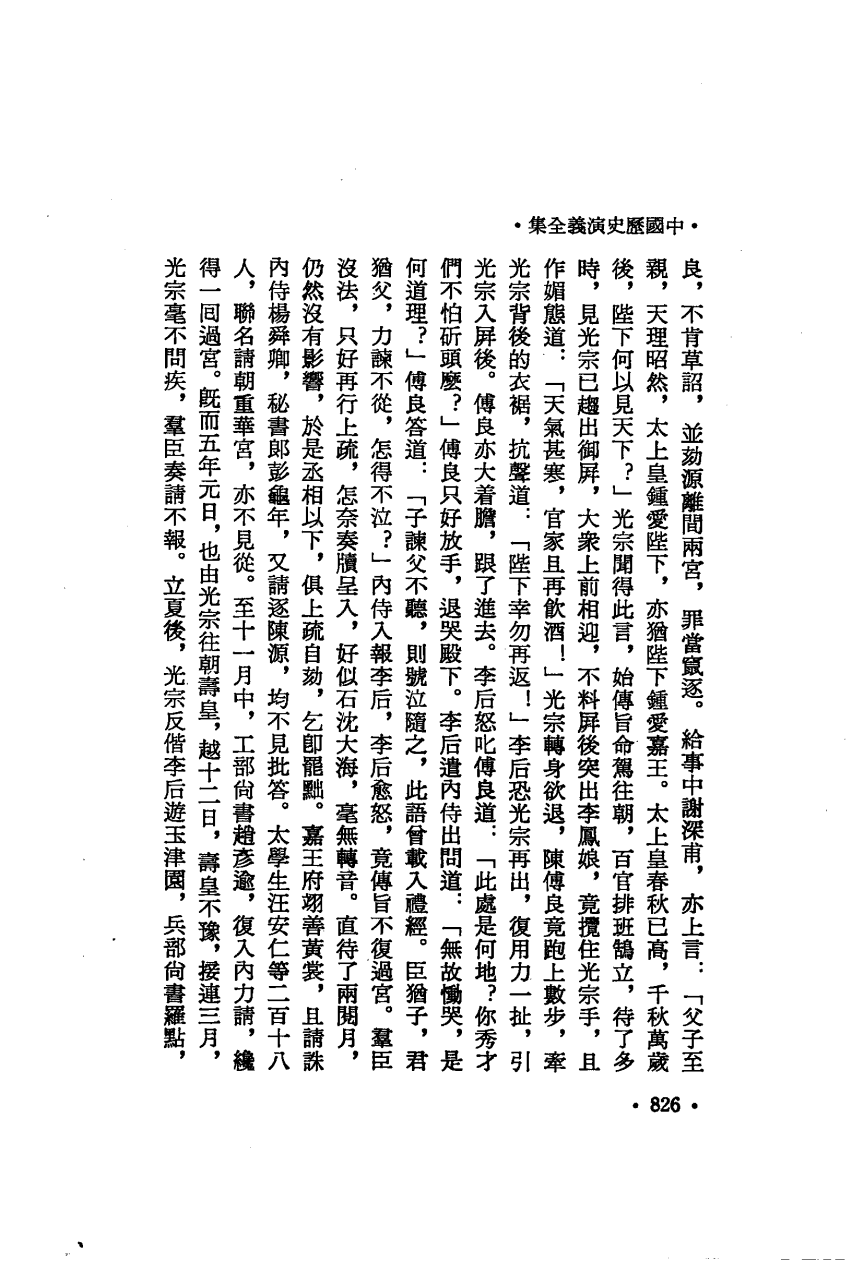 ·中國歷史演義全集·
良，不肯草詔，並劾源離間兩宮，罪當竄逐。給事中謝深甫，亦上言：「父子至
親，天理昭然，太上皇鍾愛陛下，亦猶陛下鍾愛嘉王。太上皇春秋已高，千秋萬歲
後，陛下何以見天下？」光宗聞得此言，始傳旨命駕往朝，百官排班鵠立，待了多
時，見光宗已趨出御屏，大衆上前相迎，不料屏後突出李鳳娘，竟攬住光宗手，且
作媚態道：「天氣甚寒，官家且再飲酒！」光宗轉身欲退，陳傅良竟跑上數步，牽
光宗背後的衣裾，抗聲道：「陛下幸勿再返！」李后恐光宗再出，復用力一扯，引
光宗入屏後。傅良亦大着膽，跟了進去。李后怒叱傅良道：「此處是何地？你秀才
們不怕斫頭麼？」傅良只好放手，退哭殿下。李后遣內侍出問道：「無故慟哭，是
何道理？」傅良答道：「子諫父不聽，則號泣隨之，此語曾載入禮經。臣猶子，君
猶父，力諫不從，怎得不泣？」內侍入報李后，李后愈怒，竟傳旨不復過宮。羣臣
沒法，只好再行上疏，怎奈奏牘呈入，好似石沈大海，毫無轉音。直待了兩閱月，
仍然沒有影響，於是丞相以下，俱上疏自劾，乞卽罷黜。嘉王府翊善黃裳，且請誅
內侍楊舜卿，秘書郎彭龜年，又請逐陳源，均不見批答。太學生汪安仁等二百十八
人，聯名請朝重華宮，亦不見從。至十一月中，工部尙書趙彥逾，復入內力請，纔
得一囘過宮。旣而五年元日，也由光宗往朝壽皇，越十二日，壽皇不豫，接連三月，
光宗毫不問疾，羣臣奏請不報。立夏後，光宗反偕李后遊玉津園，兵部尙書羅點，
·826·